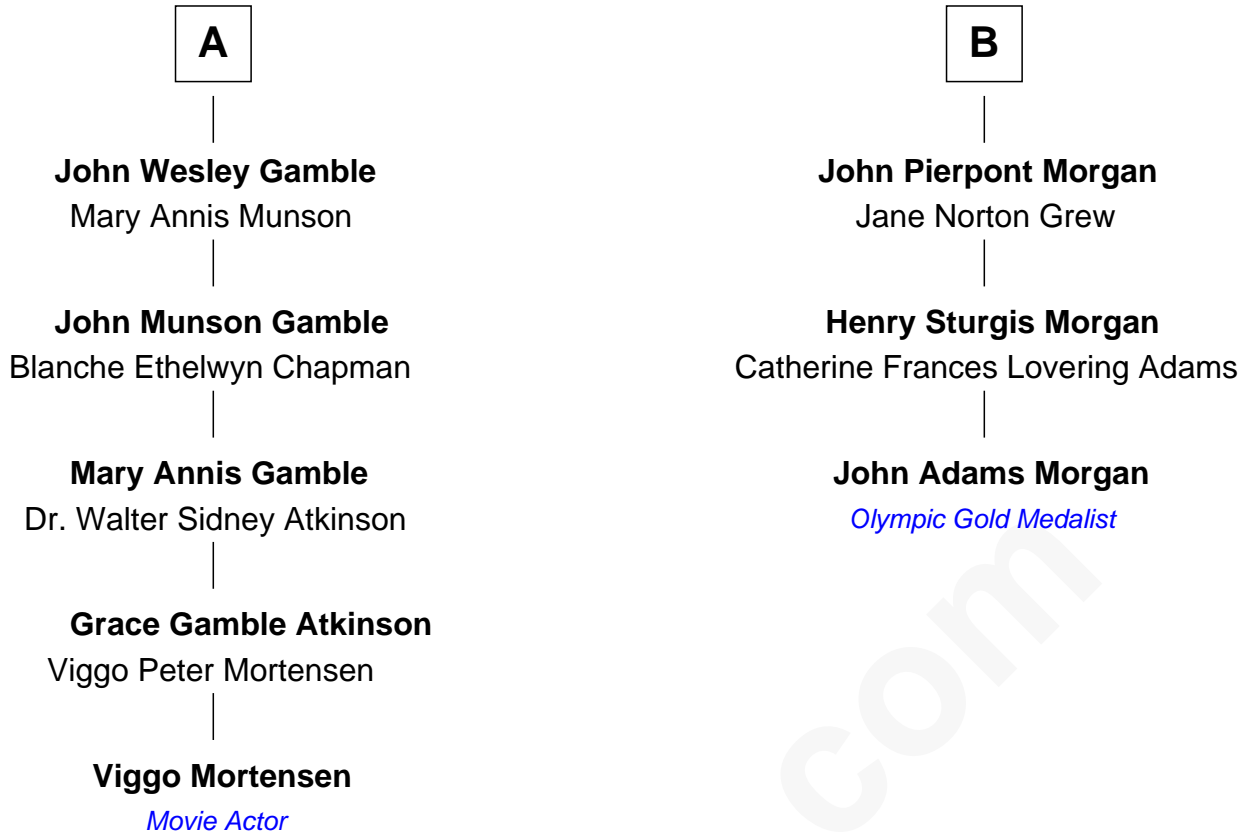 A
John Wesley Gamble
Mary Annis Munson
John Munson Gamble
Blanche Ethelwyn Chapman
Mary Annis Gamble
Dr. Walter Sidney Atkinson
Grace Gamble Atkinson
Viggo Peter Mortensen
Viggo Mortensen
Movie Actor
B
John Pierpont Morgan
Jane Norton Grew
Henry Sturgis Morgan
Catherine Frances Lovering Adams
John Adams Morgan
Olympic Gold Medalist
com